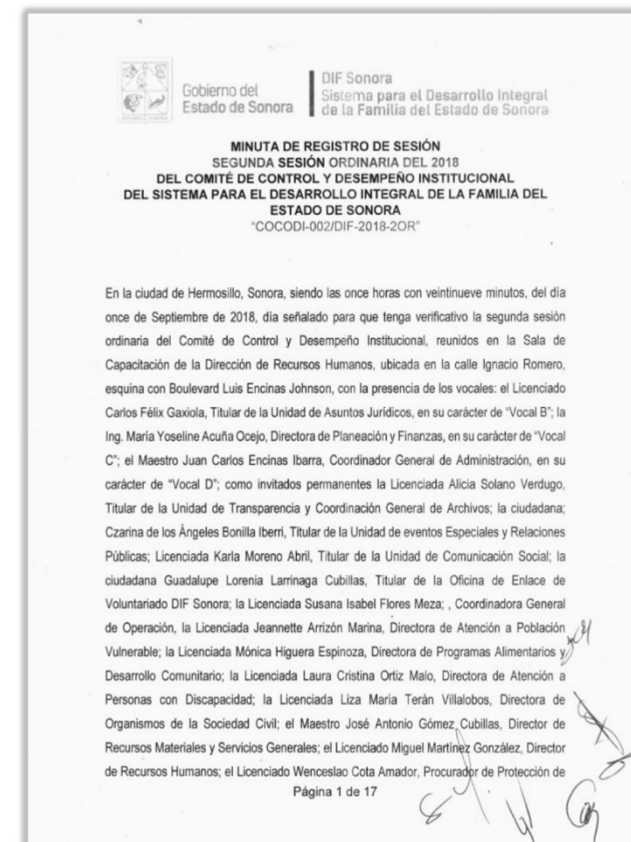 Gobierno del
Estado de Sonora
DIF Sonora
Sistema para el Desarrollo Integral
de la Familia del Estado de Sonora
MINUTA DE REGISTRO DE SESIÓN
SEGUNDA SESIÓN ORDINARIA DEL 2018
DEL COMITÉ DE CONTROL Y DESEMPEÑO INSTITUCIONAL
DEL SISTEMA PARA EL DESARROLLO INTEGRAL DE LA FAMILIA DEL
ESTADO DE SONORA
"COCODI-002/DIF-2018-2OR"
En la ciudad de Hermosillo, Sonora, siendo las once horas con veintinueve minutos, del día
once de Septiembre de 2018, día señalado para que tenga verificativo la segunda sesión
ordinaria del Comité de Control y Desempeño Institucional, reunidos en la Sala de
Capacitación de la Dirección de Recursos Humanos, ubicada en la calle Ignacio Romero,
esquina con Boulevard Luis Encinas Johnson, con la presencia de los vocales: el Licenciado
Carlos Félix Gaxiola, Titular de la Unidad de Asuntos Jurídicos, en su carácter de "Vocal B"; la
Ing. María Yoseline Acuña Ocejo, Directora de Planeación y Finanzas, en su carácter de "Vocal
C"; el Maestro Juan Carlos Encinas Ibarra, Coordinador General de Administración, en su
carácter de "Vocal D"; como invitados permanentes la Licenciada Alicia Solano Verdugo,
Titular de la Unidad de Transparencia y Coordinación General de Archivos; la ciudadana;
Czarina de los Ángeles Bonilla Iberri, Titular de la Unidad de eventos Especiales y Relaciones
Públicas; Licenciada Karla Moreno Abril, Titular de la Unidad de Comunicación Social; la
ciudadana Guadalupe Lorenia Larrinaga Cubillas, Titular de la Oficina de Enlace de
Voluntariado DIF Sonora; la Licenciada Susana Isabel Flores Meza; , Coordinadora General
de Operación, la Licenciada Jeannette Arrizón Marina, Directora de Atención a Población
Vulnerable; la Licenciada Mónica Higuera Espinoza, Directora de Programas Alimentarios y
Desarrollo Comunitario; la Licenciada Laura Cristina Ortiz Malo, Directora de Atención a
Personas con Discapacidad; la Licenciada Liza María Terán Villalobos, Directora de
Organismos de la Sociedad Civil; el Maestro José Antonio Gómez Cubillas, Director de
Recursos Materiales y Servicios Generales; el Licenciado Miguel Martínez González, Director
de Recursos Humanos; el Licenciado Wenceslao Cota Amador, Procurador de Protección de
Página 1 de 17